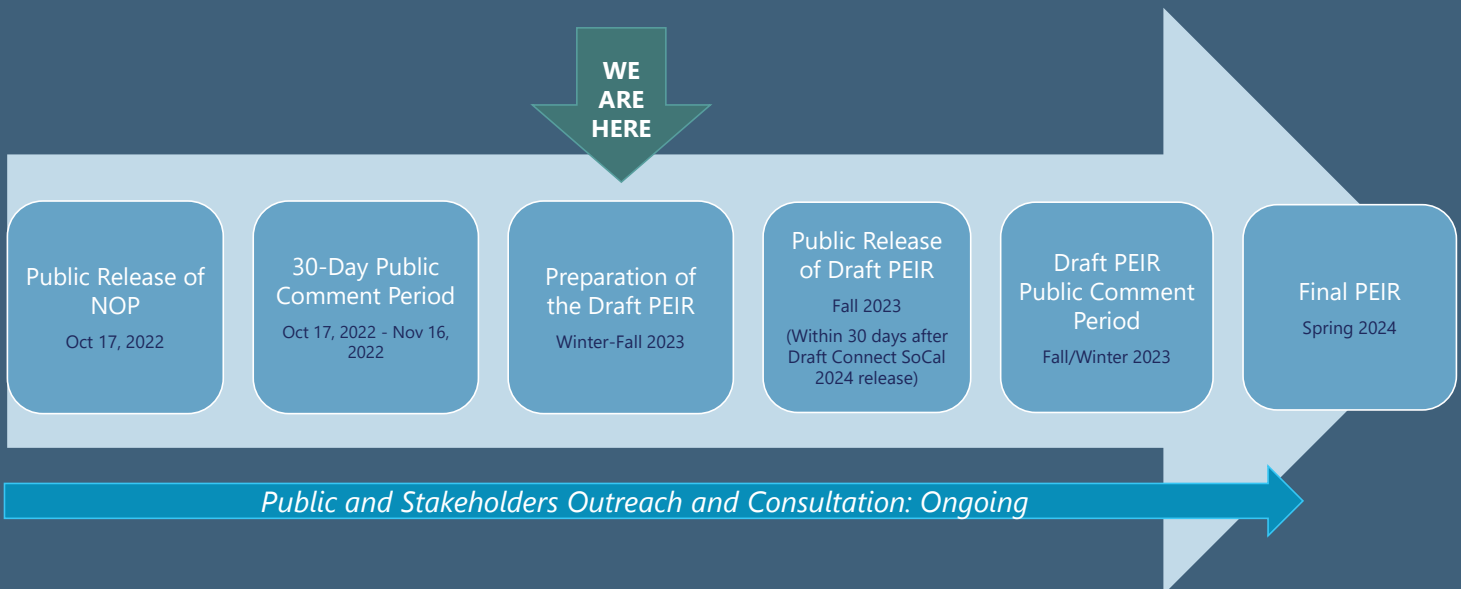 WE
ARE
HERE
Public Release of
NOP
Oct 17, 2022
30-Day Public
Comment Period
Oct 17, 2022 - Nov 16,
2022
Preparation of
the Draft PEIR
Winter-Fall 2023
Public Release
of Draft PEIR
Fall 2023
(Within 30 days after
Draft Connect SoCal
2024 release)
Draft PEIR
Public Comment
Period
Fall/Winter 2023
Final PEIR
Spring 2024
Public and Stakeholders Outreach and Consultation: Ongoing